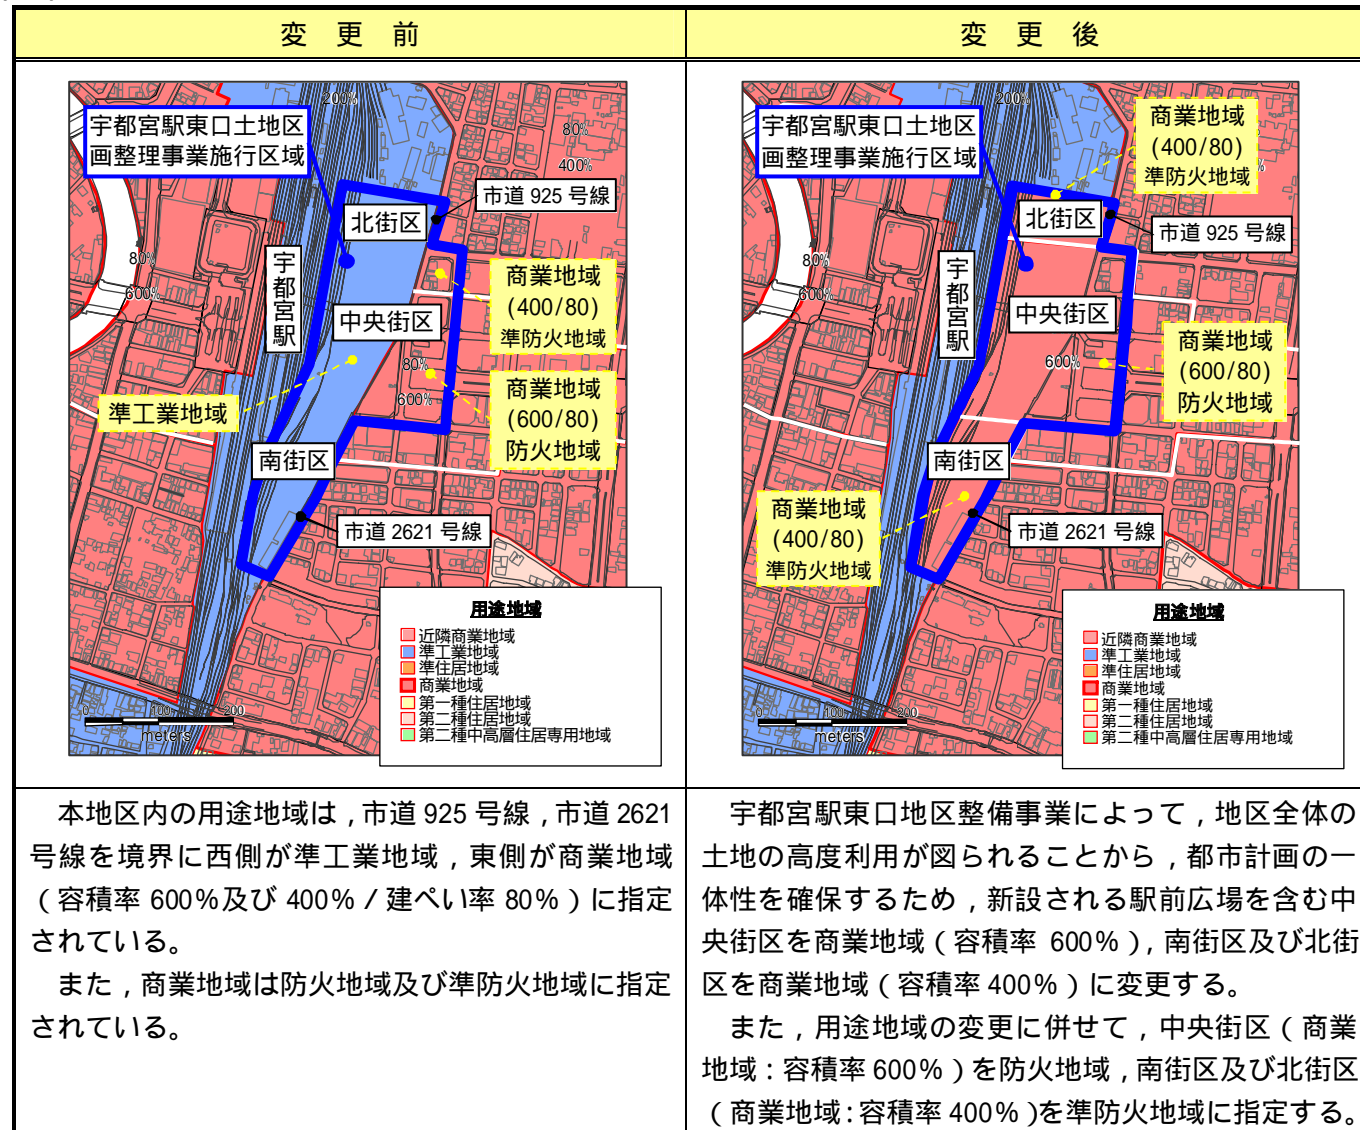 変更前
変更後
200%
宇都宮駅東口土地区
画整理事業施行区域
80%
400%
市道 925 号線
北街区
宇都宮駅
80%
600%
商業地域
(400/80)
準防火地域
中央街区
80%
600%
商業地域
(600/80)
防火地域
準工業地域
南街区
市道 2621 号線
用途地域
近隣商業地域
準工業地域
準住居地域
商業地域
第一種住居地域
第二種住居地域
第二種中高層住居専用地域
0 100 200
meters
200%
宇都宮駅東口土地区
画整理事業施行区域
商業地域
(400/80)
準防火地域
北街区
市道 925 号線
宇都宮駅
80%
600%
中央街区
600%
商業地域
(600/80)
防火地域
南街区
商業地域
(400/80)
準防火地域
市道 2621 号線
用途地域
近隣商業地域
準工業地域
準住居地域
商業地域
第一種住居地域
第二種住居地域
第二種中高層住居専用地域
0 100 200
meters
本地区内の用途地域は，市道 925 号線，市道 2621
号線を境界に西側が準工業地域，東側が商業地域
（容積率 600％及び 400％／建ぺい率 80％）に指定
されている。
また，商業地域は防火地域及び準防火地域に指定
されている。
宇都宮駅東口地区整備事業によって，地区全体の
土地の高度利用が図られることから，都市計画の一
体性を確保するため，新設される駅前広場を含む中
央街区を商業地域（容積率 600％），南街区及び北街
区を商業地域（容積率 400％）に変更する。
また，用途地域の変更に併せて，中央街区（商業
地域：容積率 600％）を防火地域，南街区及び北街区
（商業地域：容積率 400％）を準防火地域に指定する。